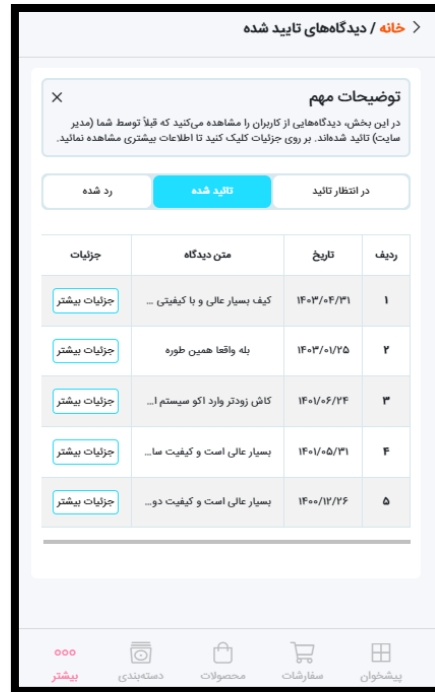 خانه / دیدگاه‌های تایید شده
توضیحات مهم
در این بخش، دیدگاه‌هایی از کاربران را مشاهده می‌کنید که قبلاً توسط شما (مدیر
سایت) تائید شده‌اند. بر روی جزئیات کلیک کنید تا اطلاعات بیشتری مشاهده نمائید.
در انتظار تائید تائید شده رد شده
ردیف تاریخ متن دیدگاه جزئیات
۱ ۱۴۰۳/۰۴/۳۱ کیف بسیار عالی و با کیفیتی ... جزئیات بیشتر
۲ ۱۴۰۳/۰۱/۲۵ بله واقعا همین طوره جزئیات بیشتر
۳ ۱۴۰۱/۰۶/۲۴ کاش زودتر وارد اکو سیستم ا... جزئیات بیشتر
۴ ۱۴۰۱/۰۵/۳۱ بسیار عالی است و کیفیت سا... جزئیات بیشتر
۵ ۱۴۰۰/۱۲/۲۶ بسیار عالی است و کیفیت دو... جزئیات بیشتر
پیشخوان سفارشات محصولات دسته‌بندی بیشتر